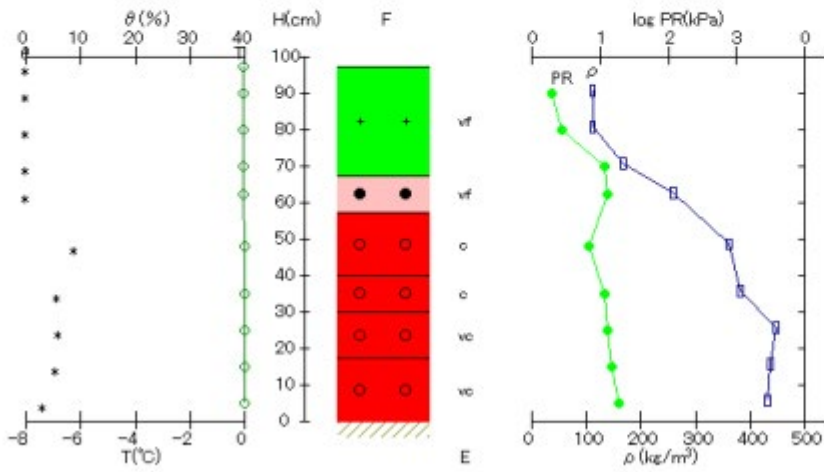 θ(%) H(cm) F log PR(kPa)
0 10 20 30 40 100 0 1 2 3 0
PR ρ
90
80 vf
70
60 vf
50 c
40
30 c
20 vc
10 vc
0
-8 -6 -4 -2 0 0 100 200 300 400 500
T(℃) E ρ (kg/m³)